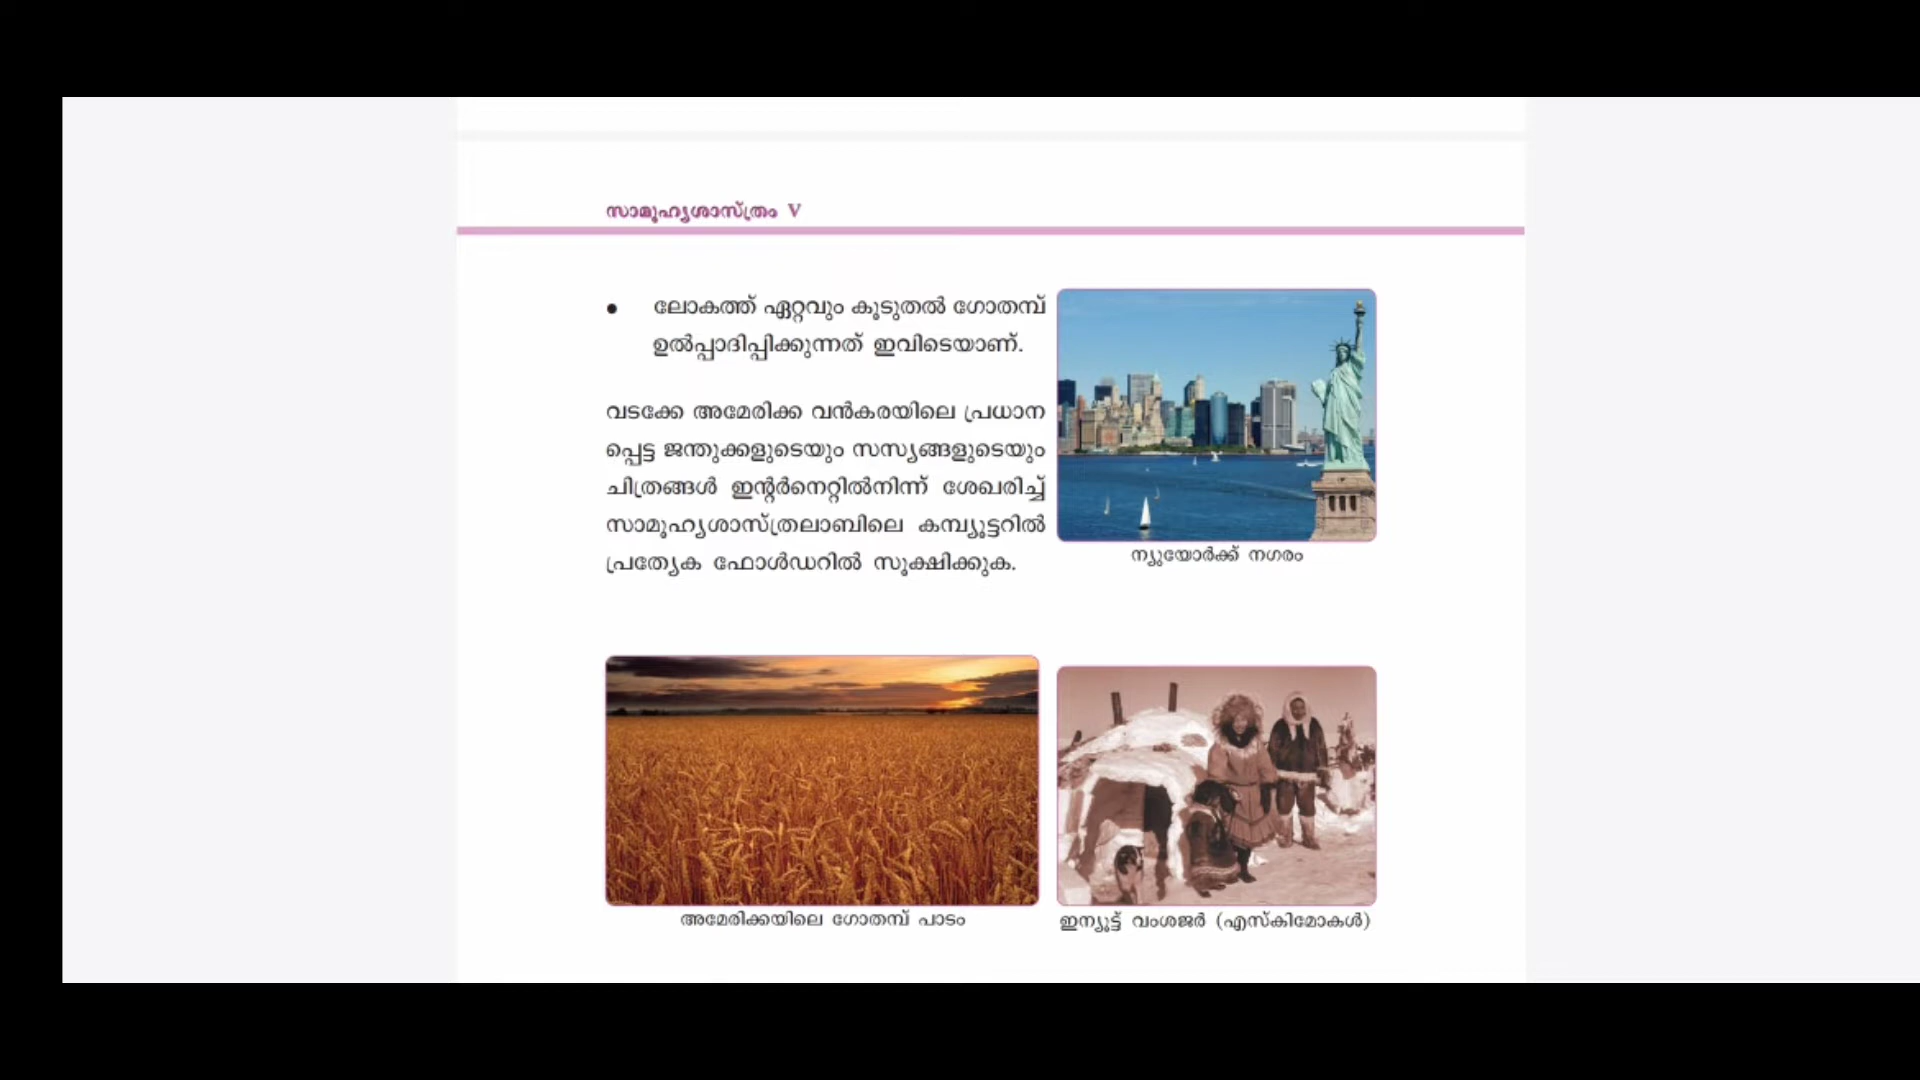 സാമൂഹ്യശാസ്ത്രം V
● ലോകത്ത് ഏറ്റവും കൂടുതൽ ഗോതമ്പ്
ഉൽപ്പാദിപ്പിക്കുന്നത് ഇവിടെയാണ്.
വടക്കേ അമേരിക്ക വൻകരയിലെ പ്രധാന
പ്പെട്ട ജന്തുക്കളുടെയും സസ്യങ്ങളുടെയും
ചിത്രങ്ങൾ ഇന്റർനെറ്റിൽനിന്ന് ശേഖരിച്ച്
സാമൂഹ്യശാസ്ത്രലാബിലെ കമ്പ്യൂട്ടറിൽ
പ്രത്യേക ഫോൾഡറിൽ സൂക്ഷിക്കുക.
ന്യൂയോർക്ക് നഗരം
അമേരിക്കയിലെ ഗോതമ്പ് പാടം
ഇന്യൂട്ട് വംശജർ (എസ്കിമോകൾ)